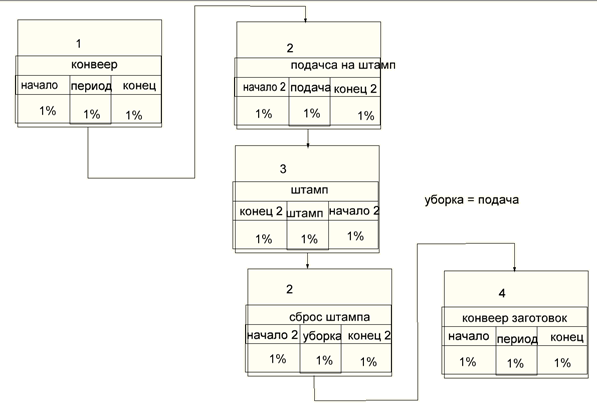 1
конвеер
начало период конец
1% 1% 1%
2
подачса на штамп
начало 2 подача конец 2
1% 1% 1%
3
штамп
конец 2 штамп начало 2
1% 1% 1%
уборка = подача
2
сброс штампа
начало 2 уборка конец 2
1% 1% 1%
4
конвеер заготовок
начало период конец
1% 1% 1%